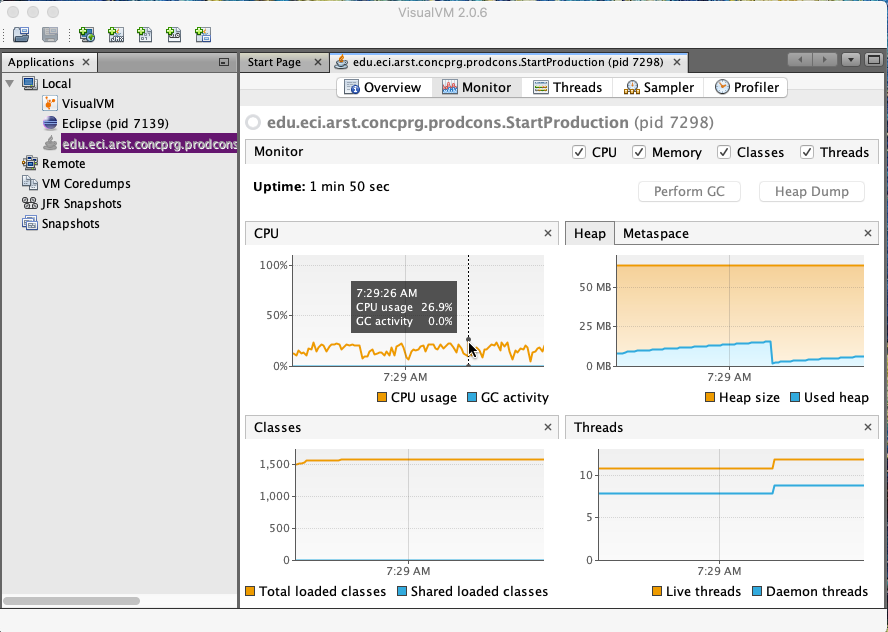 VisualVM 2.0.6
Applications
Start Page
edu.eci.arst.concprg.prodcons.StartProduction (pid 7298)
Local
VisualVM
Eclipse (pid 7139)
edu.eci.arst.concprg.prodcons
Remote
VM Coredumps
JFR Snapshots
Snapshots
Overview
Monitor
Threads
Sampler
Profiler
edu.eci.arst.concprg.prodcons.StartProduction (pid 7298)
Monitor
CPU
Memory
Classes
Threads
Uptime: 1 min 50 sec
Perform GC
Heap Dump
CPU
100%
50%
0%
7:29:26 AM
CPU usage 26.9%
GC activity 0.0%
7:29 AM
CPU usage
GC activity
Heap
Metaspace
50 MB
25 MB
0 MB
7:29 AM
Heap size
Used heap
Classes
1,500
1,000
500
0
7:29 AM
Total loaded classes
Shared loaded classes
Threads
10
5
0
7:29 AM
Live threads
Daemon threads